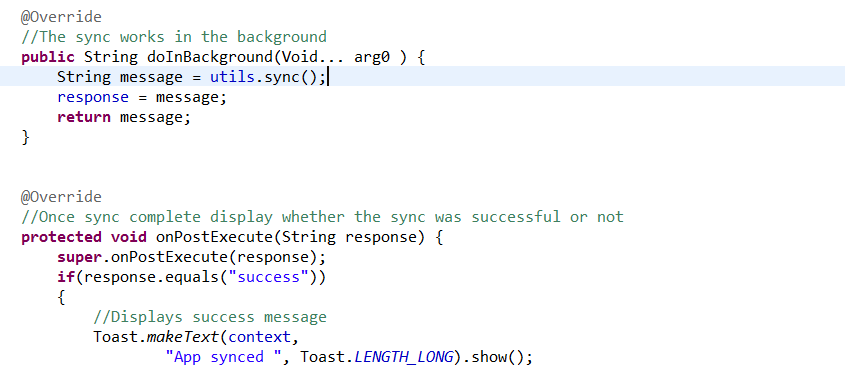 @Override
//The sync works in the background
public String doInBackground(Void... arg0 ) {
    String message = utils.sync();
    response = message;
    return message;
}
@Override
//Once sync complete display whether the sync was successful or not
protected void onPostExecute(String response) {
    super.onPostExecute(response);
    if(response.equals("success"))
    {
        //Displays success message
        Toast.makeText(context,
                "App synced ", Toast.LENGTH_LONG).show();